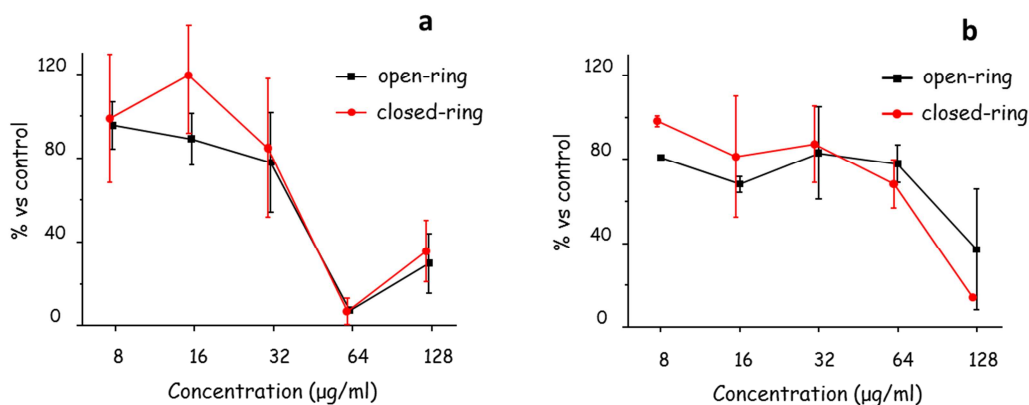 a
open-ring
closed-ring
% vs control
120
80
40
0
8 16 32 64 128
Concentration (µg/ml)
b
open-ring
closed-ring
% vs control
120
80
40
0
8 16 32 64 128
Concentration (µg/ml)